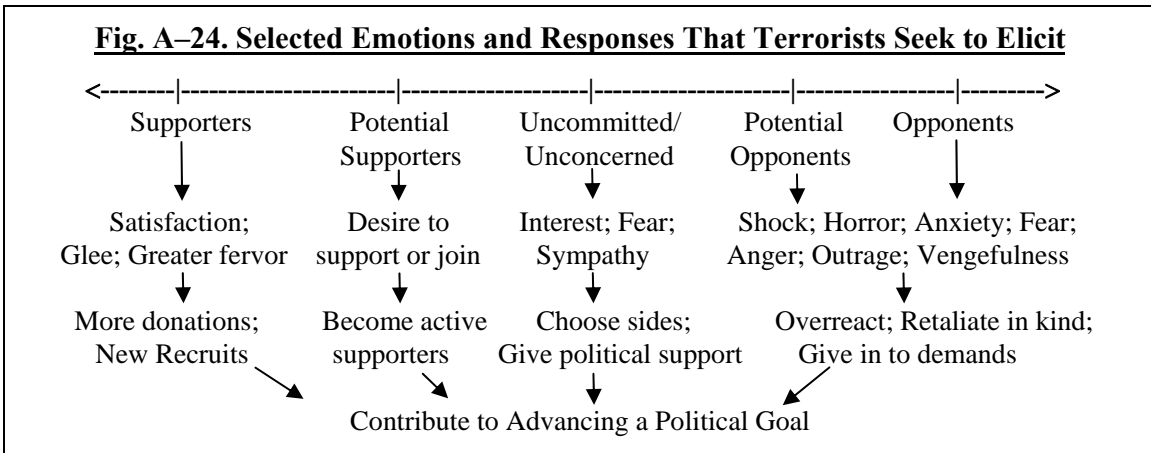 Fig. A–24. Selected Emotions and Responses That Terrorists Seek to Elicit
<--------|--------------------|------------------|-------------------|---------------|-------->
Supporters Potential Uncommitted/ Potential Opponents
Supporters Unconcerned Opponents
Satisfaction; Desire to Interest; Fear; Shock; Horror; Anxiety; Fear;
Glee; Greater fervor support or join Sympathy Anger; Outrage; Vengefulness
More donations; Become active Choose sides; Overreact; Retaliate in kind;
New Recruits supporters Give political support Give in to demands
Contribute to Advancing a Political Goal